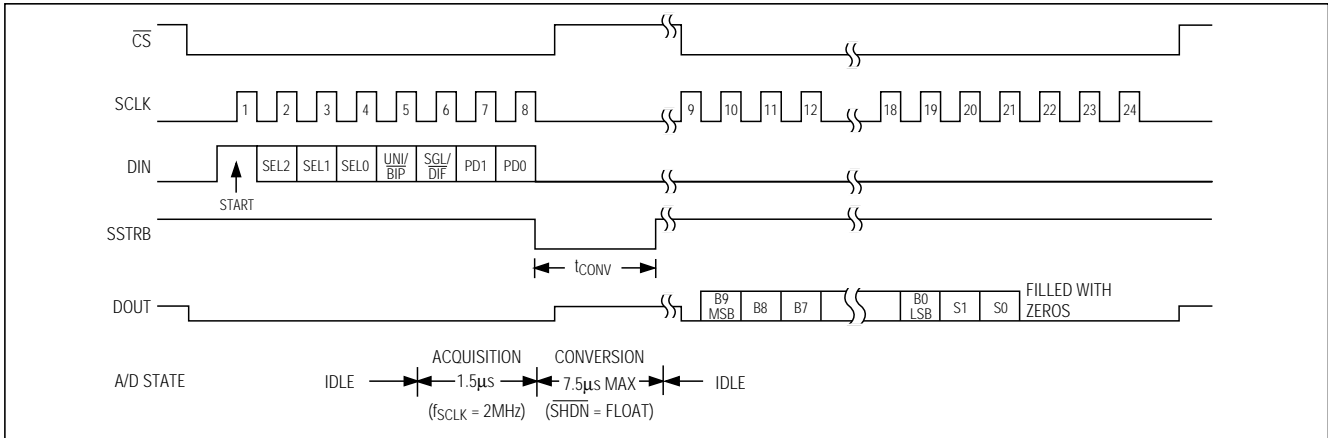 CS
SCLK 1 2 3 4 5 6 7 8 9 10 11 12 18 19 20 21 22 23 24
DIN SEL2 SEL1 SEL0 UNI/ BIP SGL/ DIF PD1 PD0
START
SSTRB
tCONV
DOUT B9 MSB B8 B7 B0 LSB S1 S0 FILLED WITH ZEROS
ACQUISITION CONVERSION
A/D STATE IDLE 1.5µs 7.5µs MAX IDLE
(fSCLK = 2MHz) (SHDN = FLOAT)